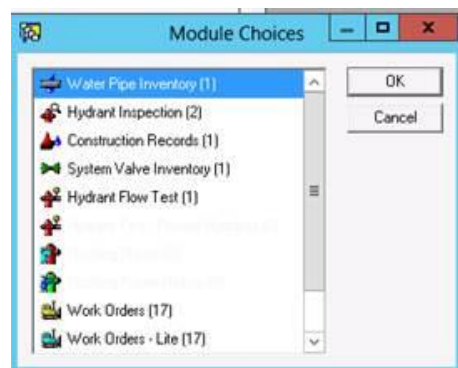 Module Choices
Water Pipe Inventory (1)
OK
Hydrant Inspection (2)
Cancel
Construction Records (1)
System Valve Inventory (1)
Hydrant Flow Test (1)
Work Orders (17)
Work Orders - Lite (17)